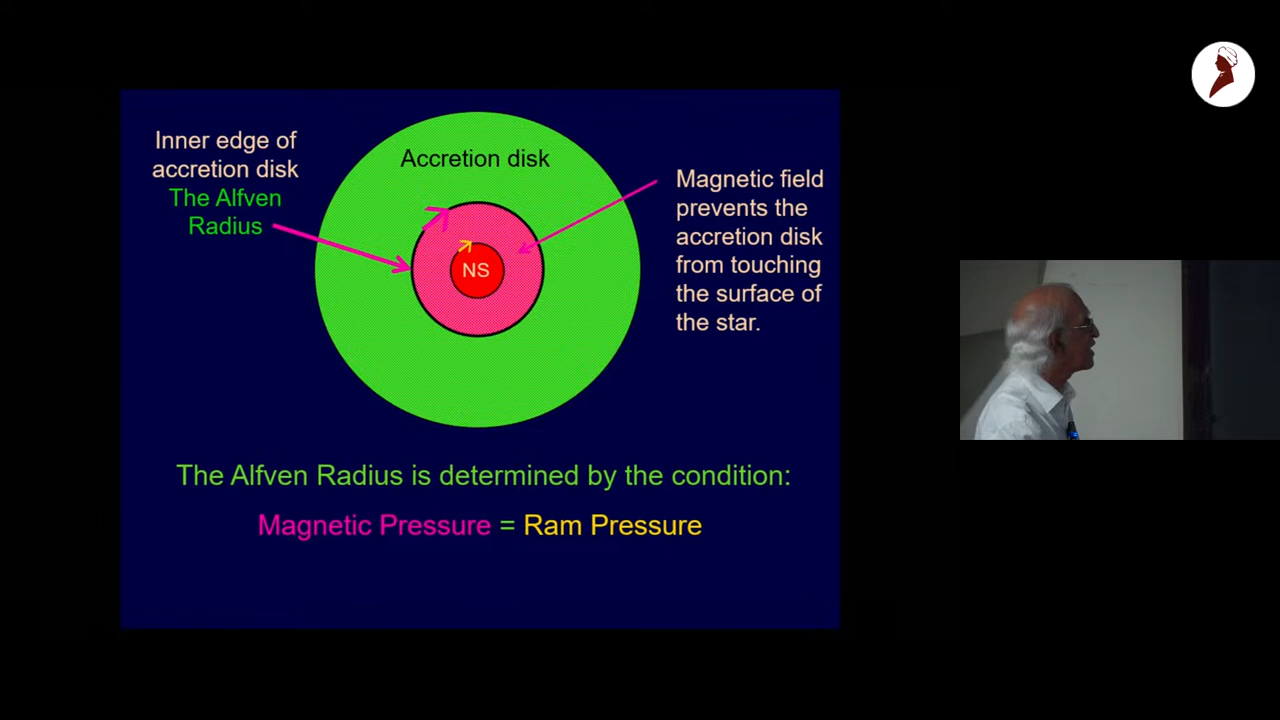 Inner edge of
accretion disk
The Alfven
Radius
Accretion disk
NS
Magnetic field
prevents the
accretion disk
from touching
the surface of
the star.
The Alfven Radius is determined by the condition:
Magnetic Pressure = Ram Pressure